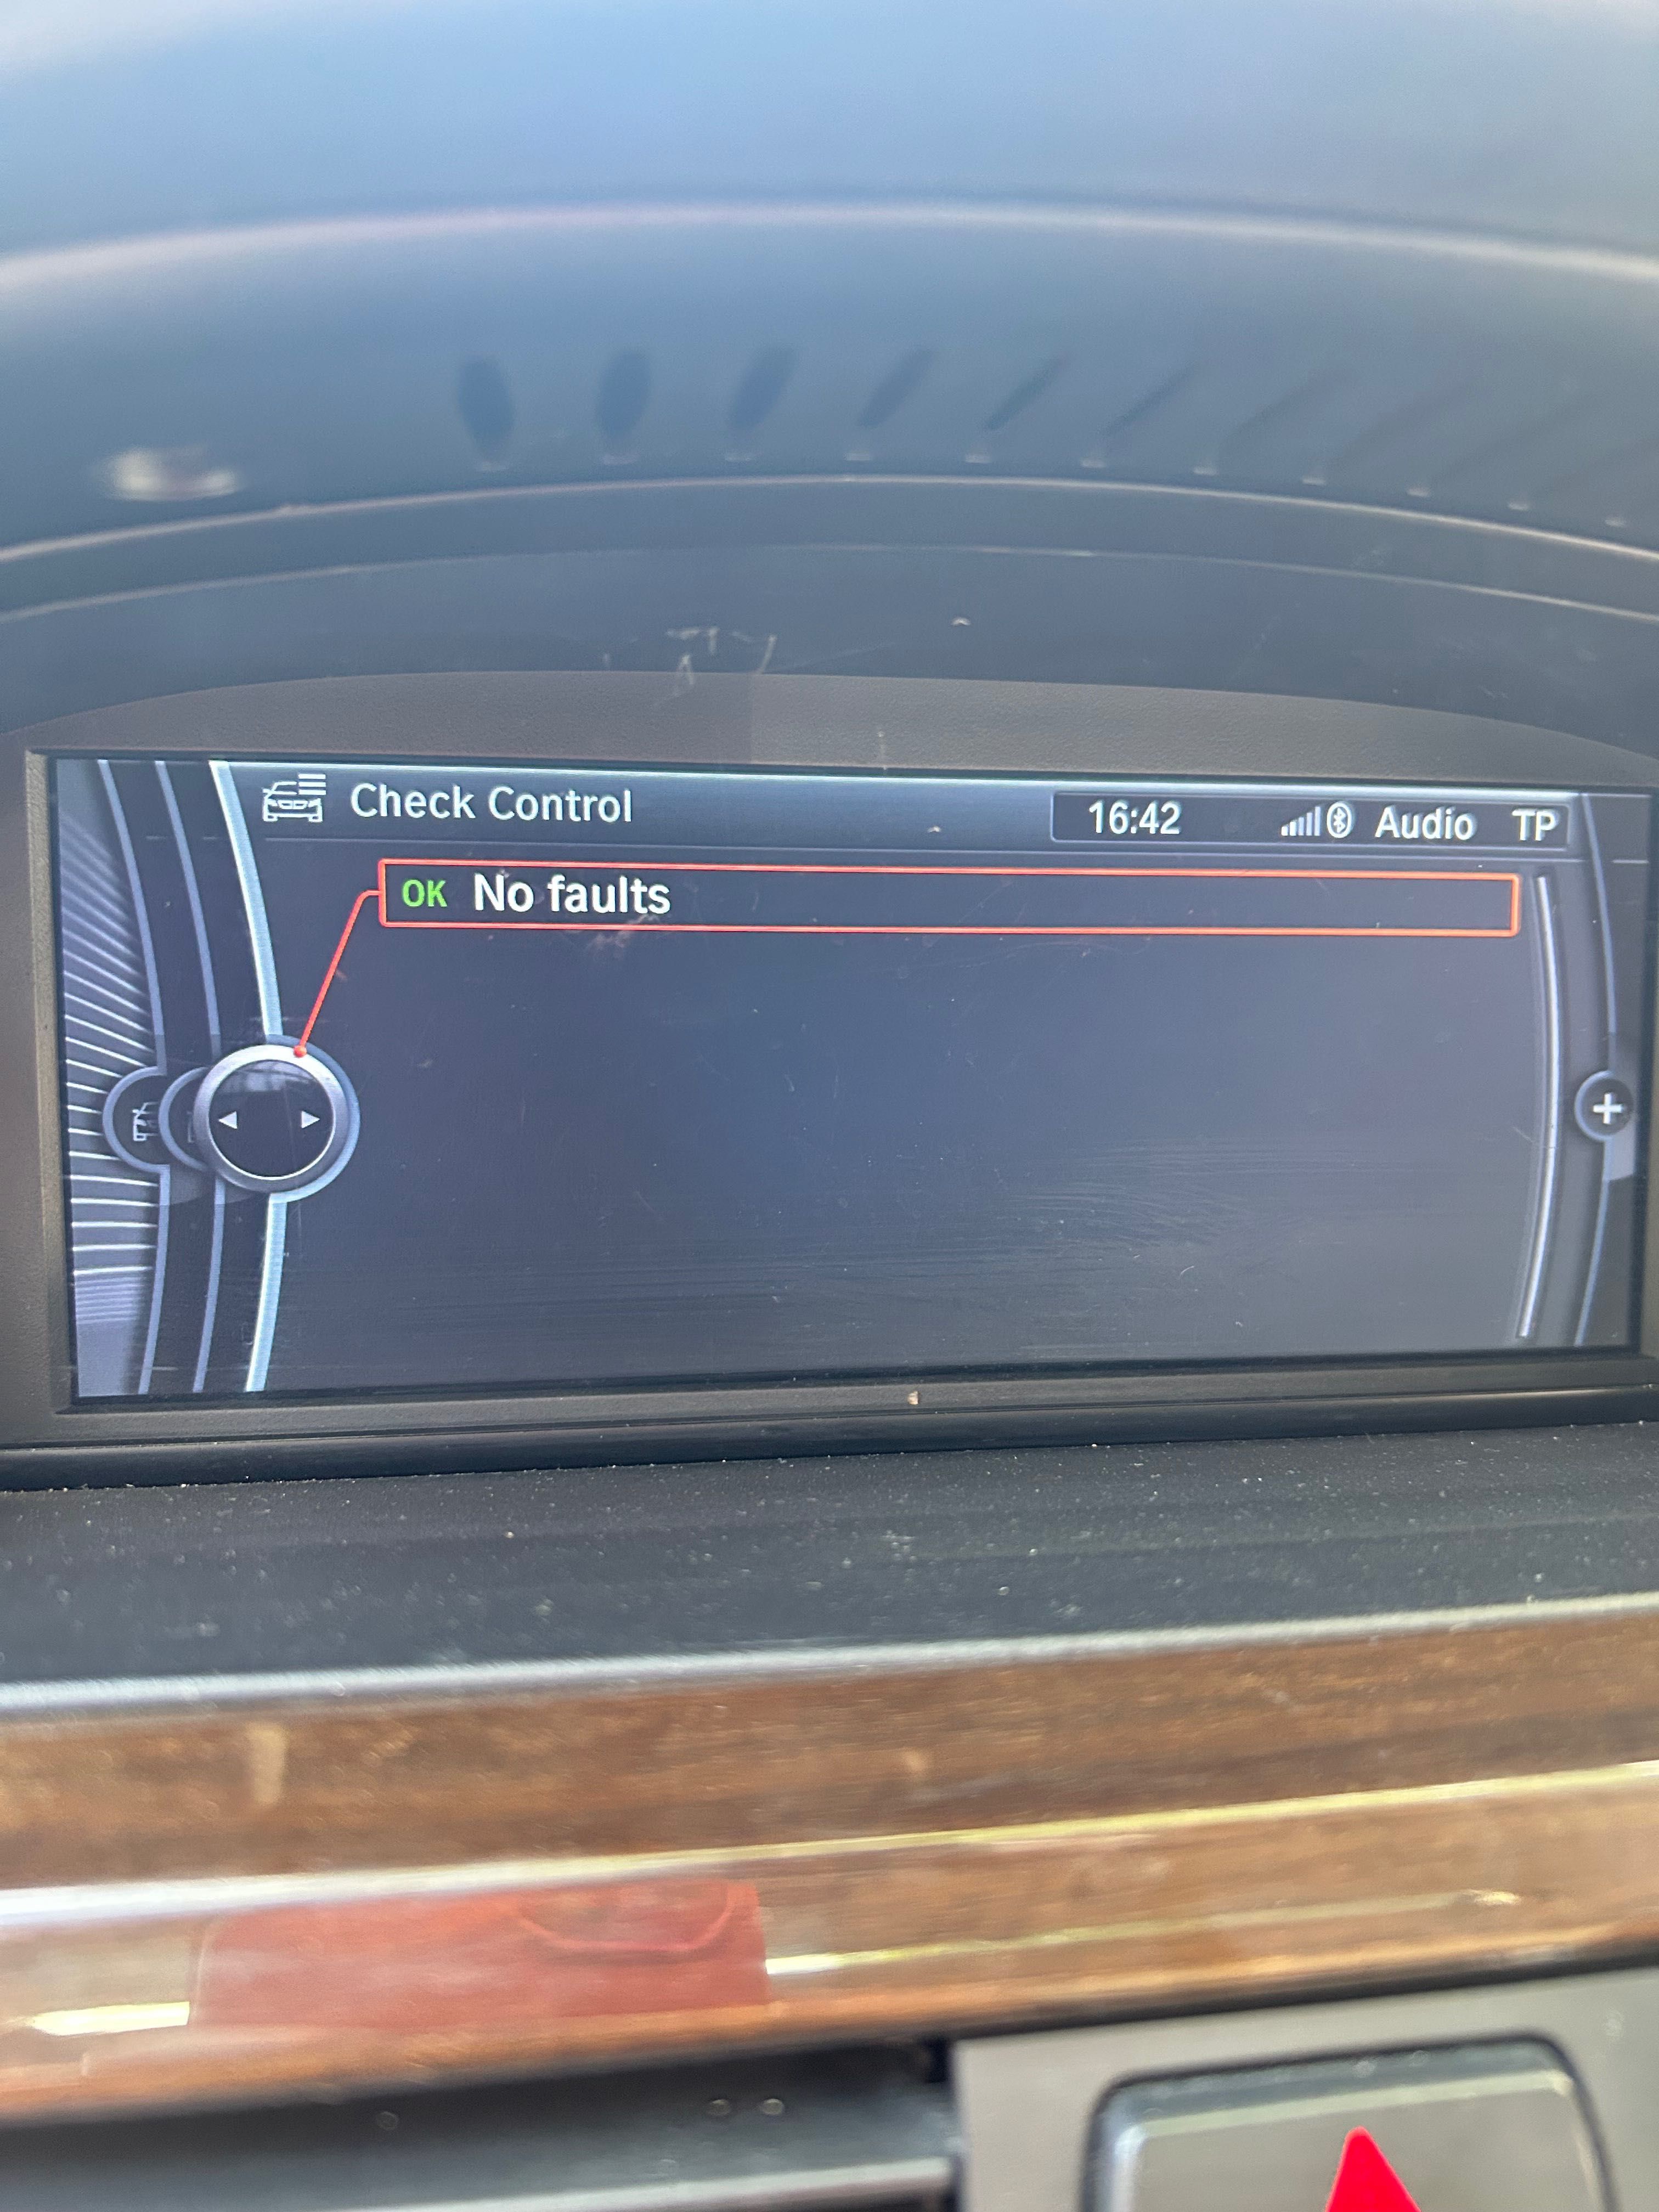 Check Control
16:42 Audio TP
OK No faults